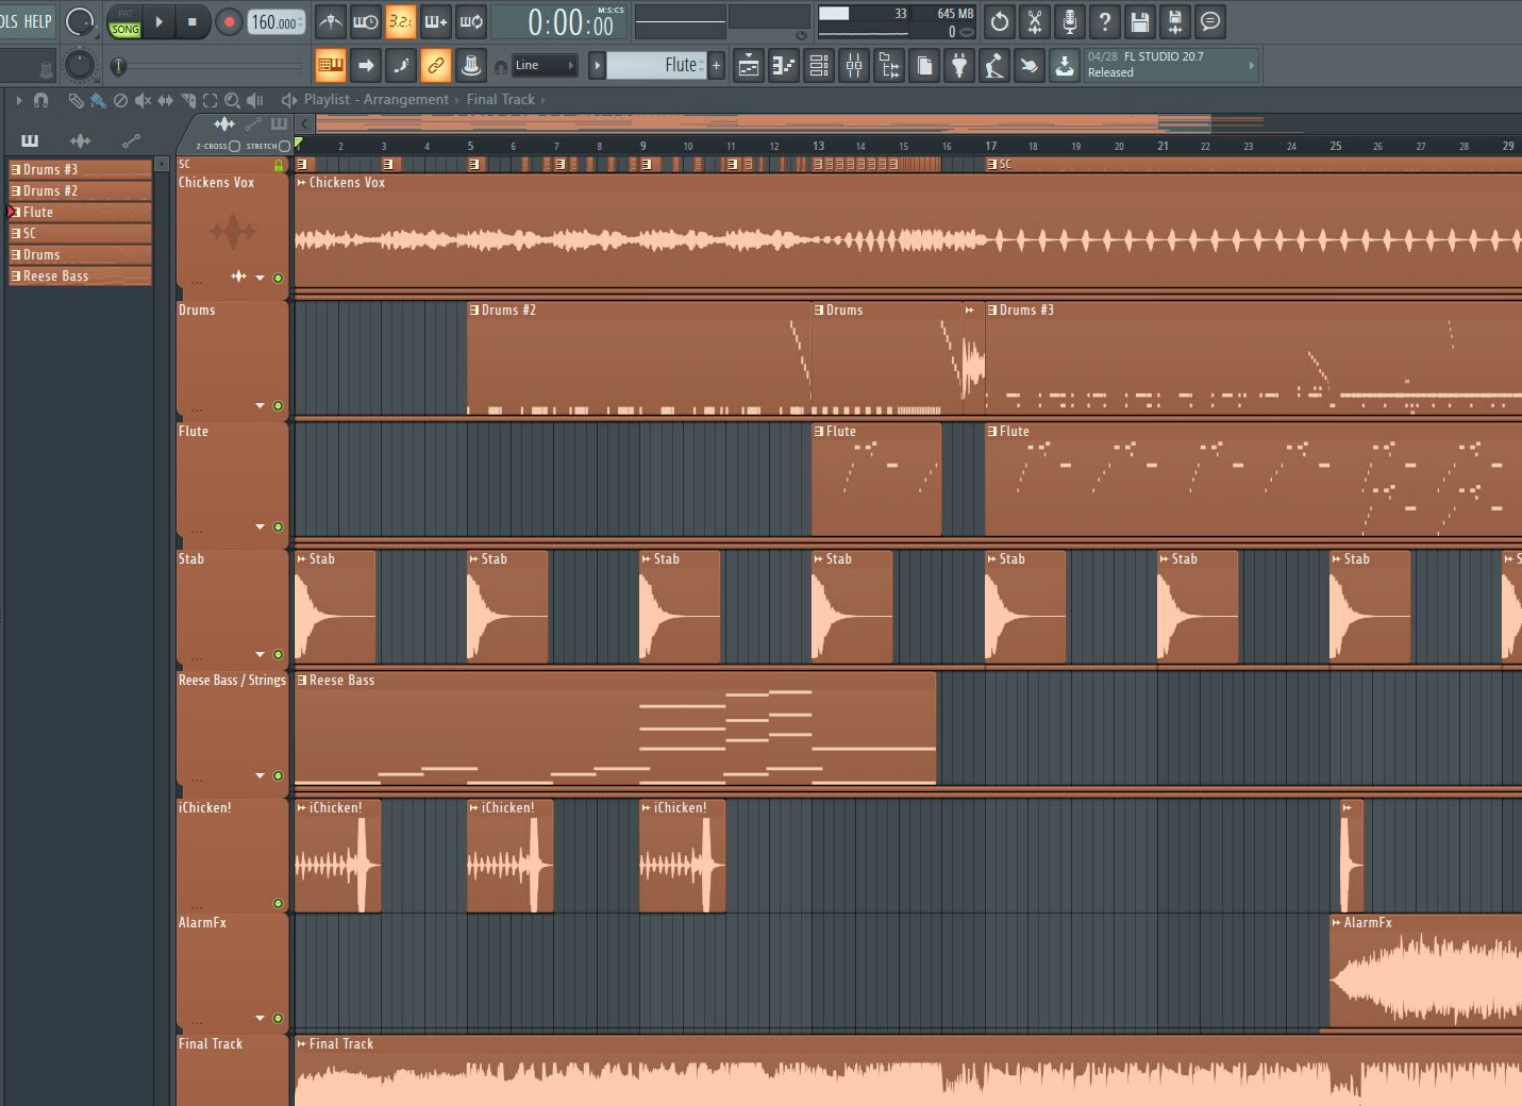 OLS HELP
PAT
SONG
160.000
3.2.
M:S:CS
0:00:00
33
645 MB
0
Line
Flute
04/28 FL STUDIO 20.7
Released
Playlist - Arrangement › Final Track ›
Z-CROSS STRETCH
1 2 3 4 5 6 7 8 9 10 11 12 13 14 15 16 17 18 19 20 21 22 23 24 25 26 27 28 29
Drums #3
Drums #2
Flute
SC
Drums
Reese Bass
SC
SC
Chickens Vox
Chickens Vox
Drums
Drums #2
Drums
Drums #3
Flute
Flute
Flute
Stab
Stab
Stab
Stab
Stab
Stab
Stab
Stab
S
Reese Bass / Strings
Reese Bass
iChicken!
iChicken!
iChicken!
iChicken!
AlarmFx
AlarmFx
Final Track
Final Track